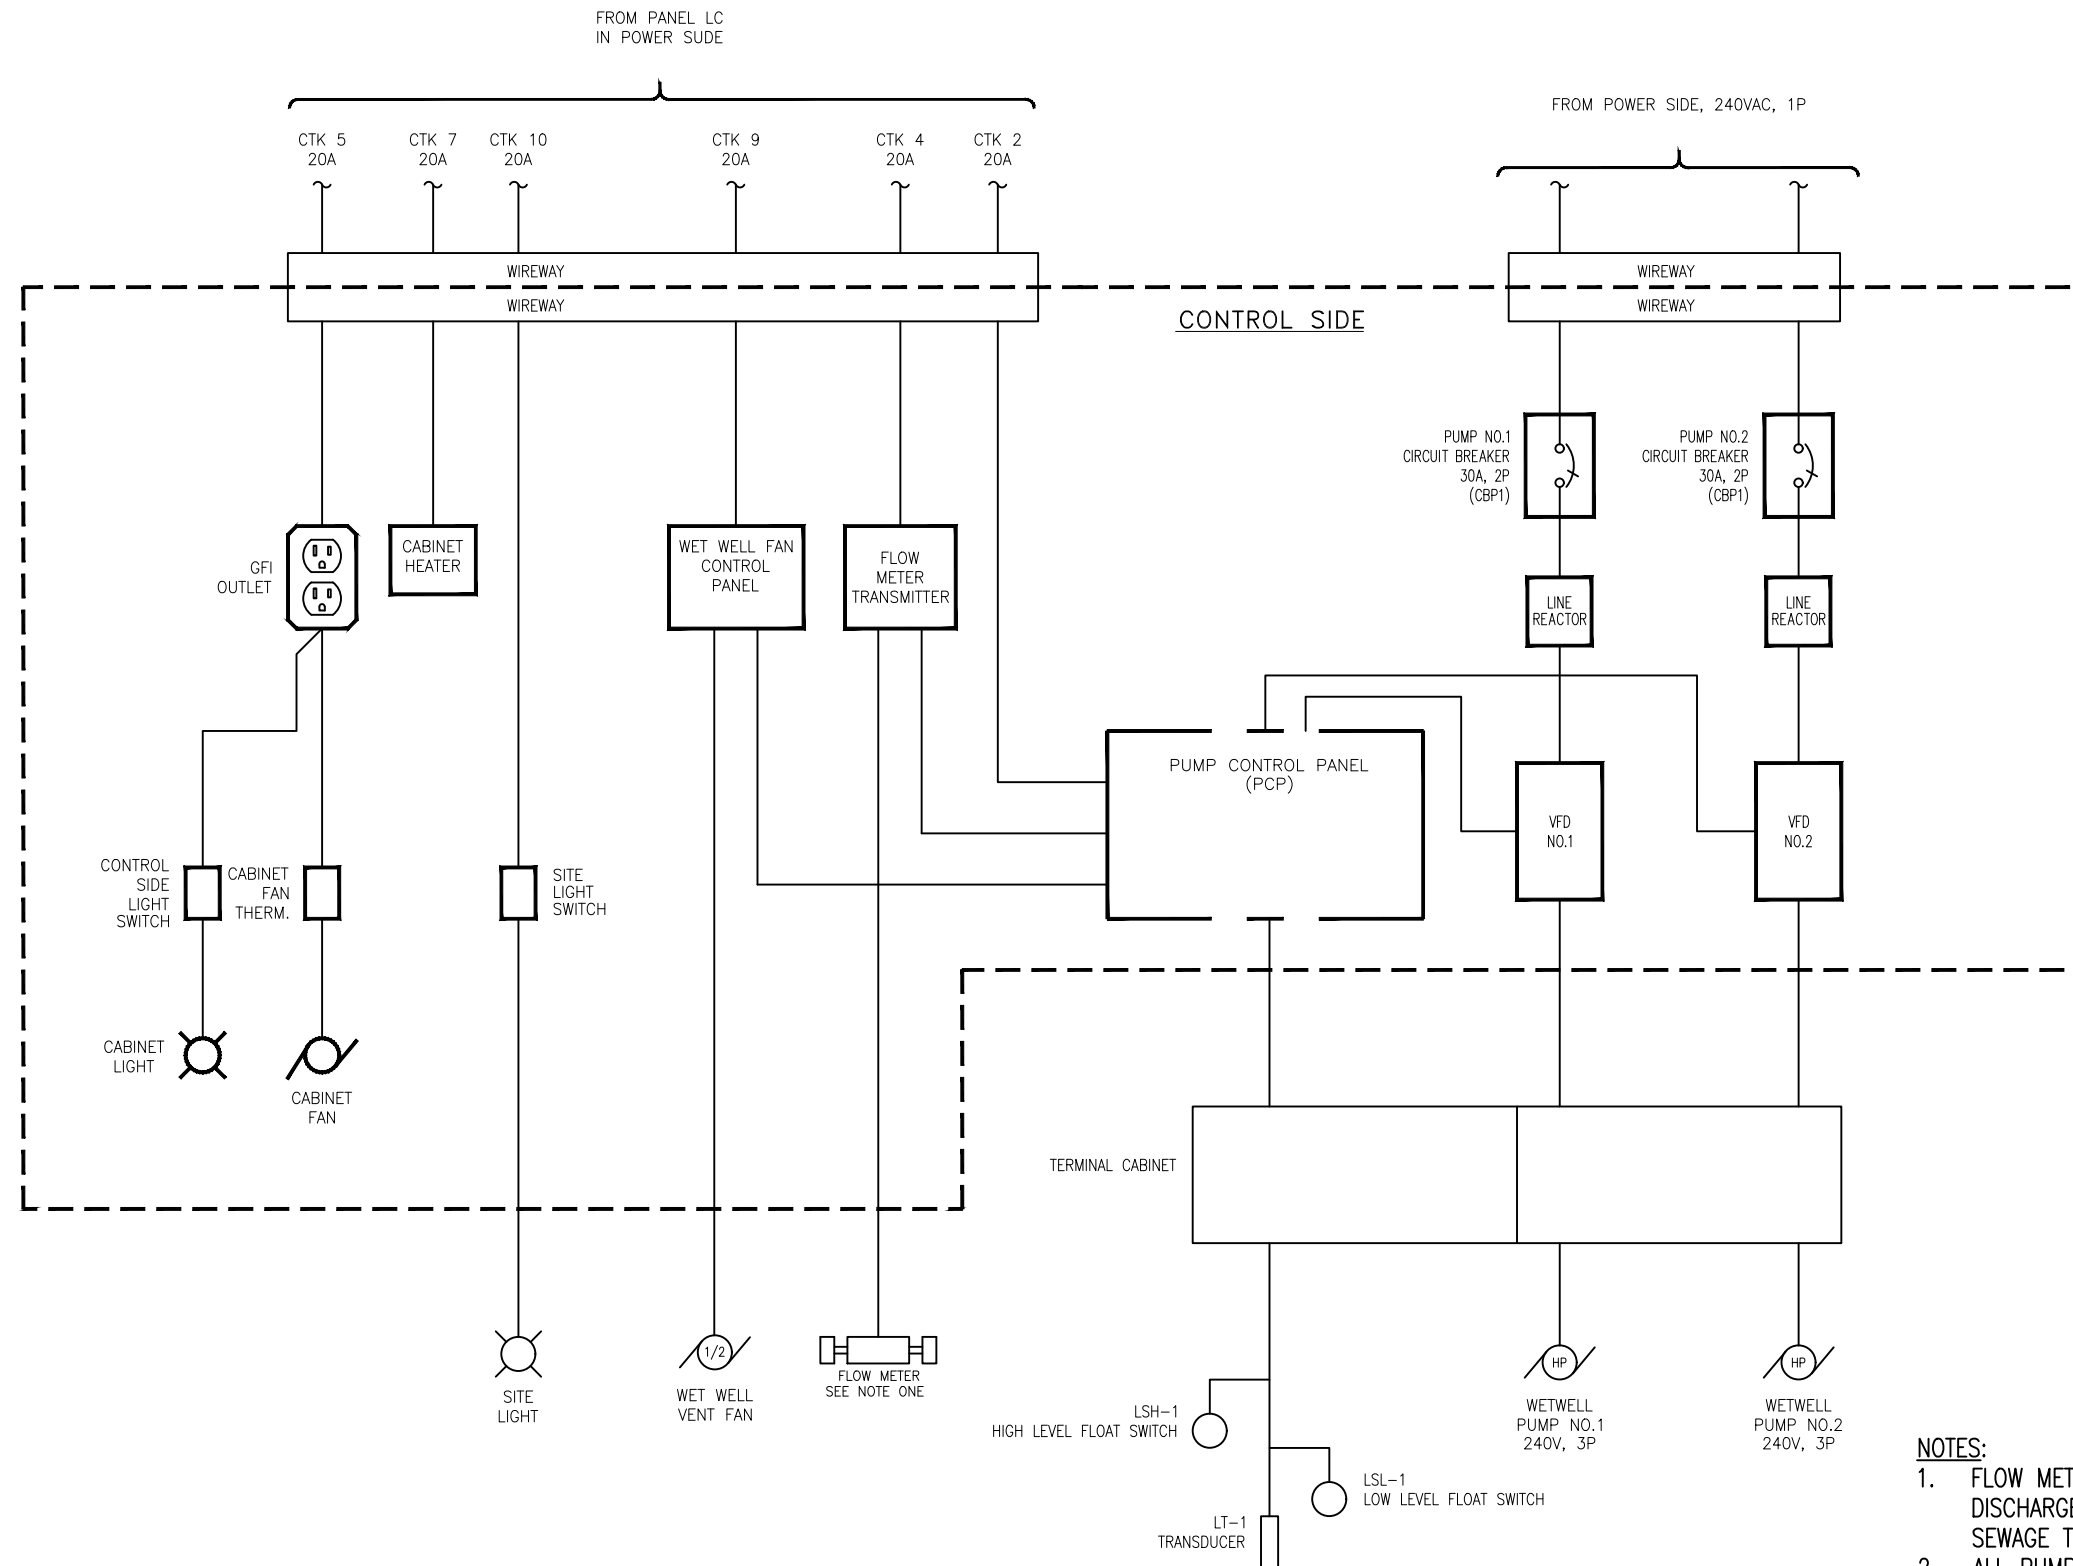 FROM PANEL LC
IN POWER SUDE
FROM POWER SIDE, 240VAC, 1P
CTK 5
20A
CTK 7
20A
CTK 10
20A
CTK 9
20A
CTK 4
20A
CTK 2
20A
WIREWAY
WIREWAY
WIREWAY
WIREWAY
CONTROL SIDE
PUMP NO.1
CIRCUIT BREAKER
30A, 2P
(CBP1)
PUMP NO.2
CIRCUIT BREAKER
30A, 2P
(CBP1)
GFI
OUTLET
CABINET
HEATER
WET WELL FAN
CONTROL
PANEL
FLOW
METER
TRANSMITTER
LINE
REACTOR
LINE
REACTOR
PUMP CONTROL PANEL
(PCP)
VFD
NO.1
VFD
NO.2
CONTROL
SIDE
LIGHT
SWITCH
CABINET
FAN
THERM.
SITE
LIGHT
SWITCH
CABINET
LIGHT
CABINET
FAN
TERMINAL CABINET
1/2
HP
HP
SITE
LIGHT
WET WELL
VENT FAN
FLOW METER
SEE NOTE ONE
LSH-1
HIGH LEVEL FLOAT SWITCH
WETWELL
PUMP NO.1
240V, 3P
WETWELL
PUMP NO.2
240V, 3P
LSL-1
LOW LEVEL FLOAT SWITCH
LT-1
TRANSDUCER
NOTES:
1. FLOW MET
DISCHARGE
SEWAGE T
2. ALL PUMP